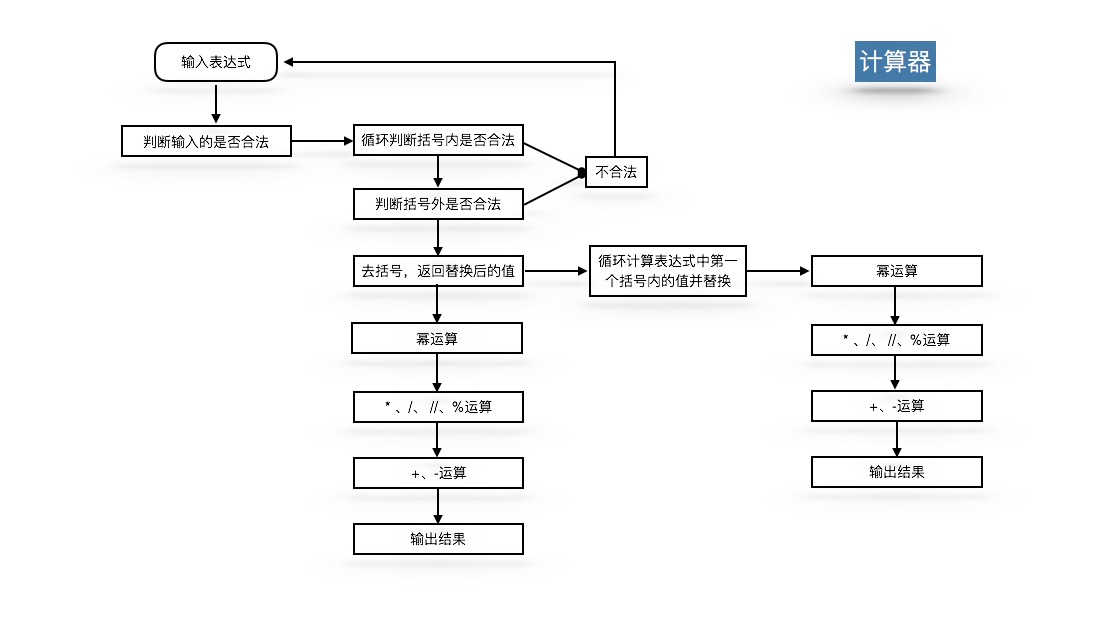 输入表达式
计算器
判断输入的是否合法
循环判断括号内是否合法
不合法
判断括号外是否合法
去括号，返回替换后的值
循环计算表达式中第一
个括号内的值并替换
幂运算
幂运算
* 、/、 //、%运算
* 、/、 //、%运算
+、-运算
+、-运算
输出结果
输出结果